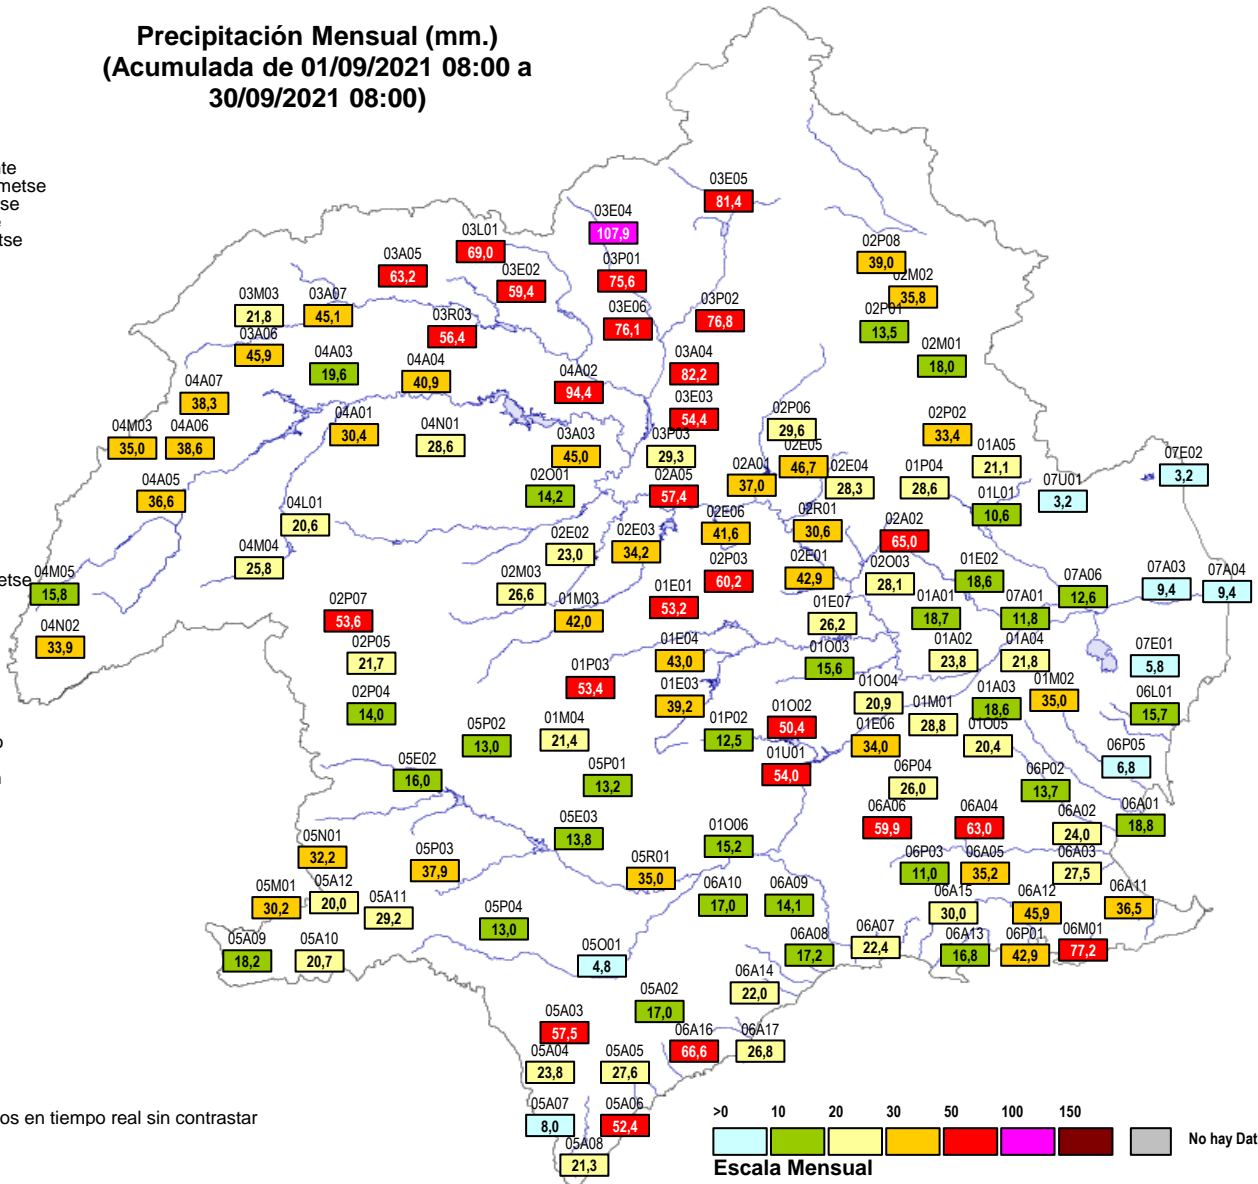 Precipitación Mensual (mm.)
(Acumulada de 01/09/2021 08:00 a
30/09/2021 08:00)
te
metse
se
e
tse
03E05
81,4
03E04
107,9
03L01
69,0
03A05
63,2
03E02
59,4
03P01
75,6
02P08
39,0
02M02
35,8
03M03
21,8
03A07
45,1
03R03
56,4
03E06
76,1
03P02
76,8
02P01
13,5
03A06
45,9
04A03
19,6
04A04
40,9
04A02
94,4
03A04
82,2
02M01
18,0
04A07
38,3
03E03
54,4
04M03
35,0
04A06
38,6
04A01
30,4
04N01
28,6
03A03
45,0
03P03
29,3
02P06
29,6
02P02
33,4
02E05
46,7
01A05
21,1
07E02
3,2
04A05
36,6
02O01
14,2
02A05
57,4
02A01
37,0
02E04
28,3
01P04
28,6
01L01
10,6
07U01
3,2
04L01
20,6
02E02
23,0
02E03
34,2
02E06
41,6
02R01
30,6
02A02
65,0
04M04
25,8
etse
04M05
15,8
02M03
26,6
02P03
60,2
02E01
42,9
02O03
28,1
01E02
18,6
07A06
12,6
07A03
9,4
07A04
9,4
02P07
53,6
01M03
42,0
01E01
53,2
01E07
26,2
01A01
18,7
07A01
11,8
04N02
33,9
02P05
21,7
01E04
43,0
01O03
15,6
01A02
23,8
01A04
21,8
07E01
5,8
01P03
53,4
01E03
39,2
01O04
20,9
01A03
18,6
01M02
35,0
06L01
15,7
02P04
14,0
05P02
13,0
01M04
21,4
01P02
12,5
01O02
50,4
01E06
34,0
01M01
28,8
01O05
20,4
06P05
6,8
05E02
16,0
05P01
13,2
01U01
54,0
06P04
26,0
06P02
13,7
06A01
18,8
05E03
13,8
01O06
15,2
06A06
59,9
06A04
63,0
06A02
24,0
05N01
32,2
05P03
37,9
05R01
35,0
06P03
11,0
06A05
35,2
06A03
27,5
05M01
30,2
05A12
20,0
05A11
29,2
05P04
13,0
06A10
17,0
06A09
14,1
06A15
30,0
06A12
45,9
06A11
36,5
05A09
18,2
05A10
20,7
05O01
4,8
06A08
17,2
06A07
22,4
06A13
16,8
06P01
42,9
06M01
77,2
05A02
17,0
06A14
22,0
05A03
57,5
06A16
66,6
06A17
26,8
05A04
23,8
05A05
27,6
05A07
8,0
05A06
52,4
05A08
21,3
os en tiempo real sin contrastar
>0 10 20 30 50 100 150
No hay Dat
Escala Mensual